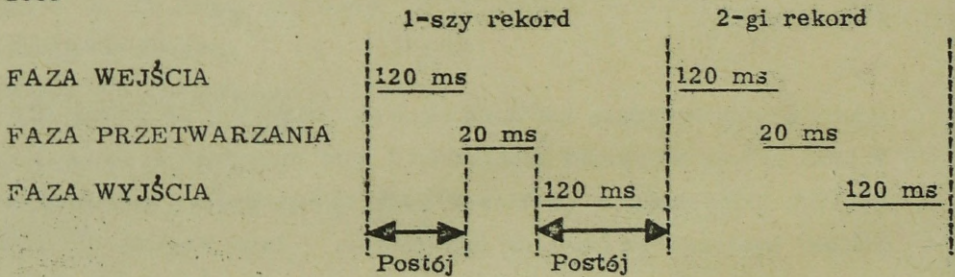 1-szy rekord 2-gi rekord
FAZA WEJŚCIA 120 ms 120 ms
FAZA PRZETWARZANIA 20 ms 20 ms
FAZA WYJŚCIA 120 ms 120 ms
Postój Postój